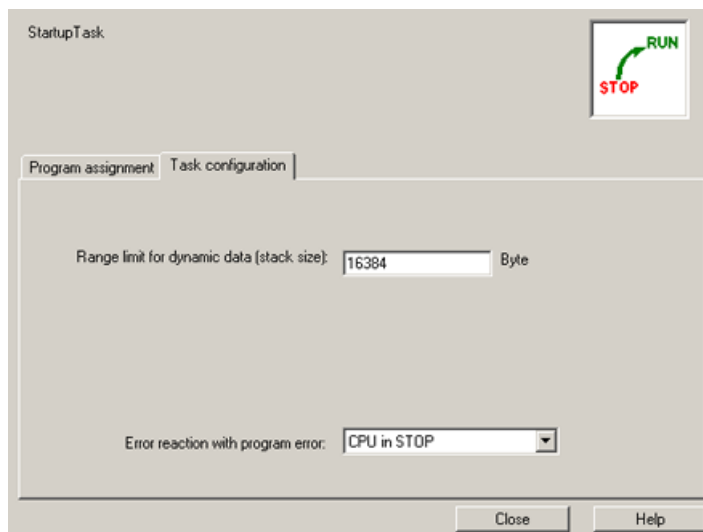 StartupTask
RUN
STOP
Program assignment
Task configuration
Range limit for dynamic data (stack size): 16384 Byte
Error reaction with program error: CPU in STOP
Close Help